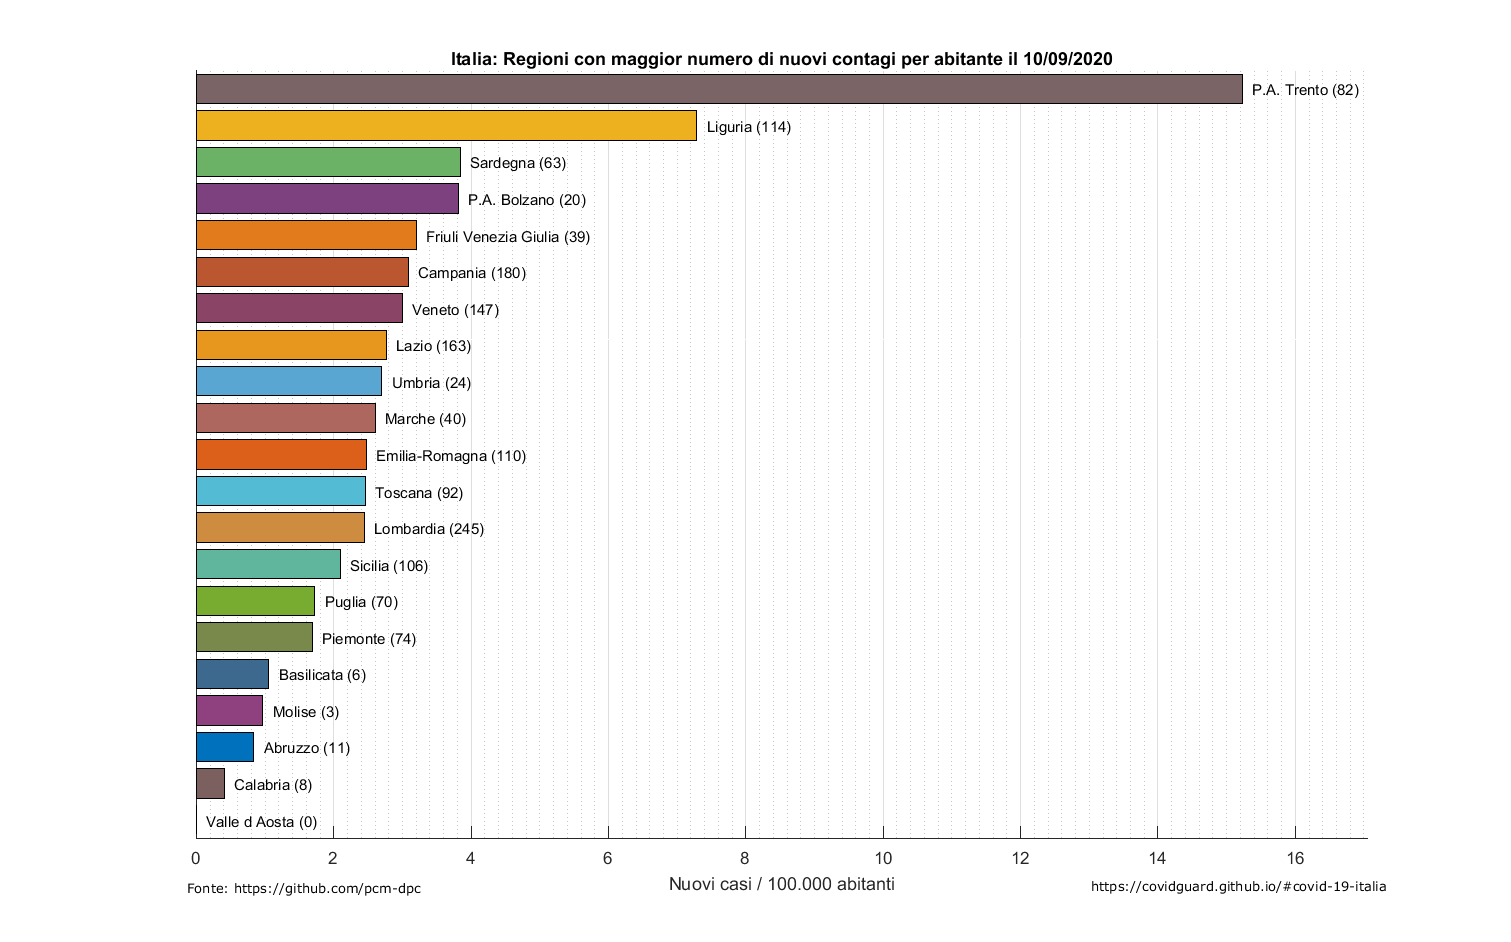 Italia: Regioni con maggior numero di nuovi contagi per abitante il 10/09/2020
P.A. Trento (82)
Liguria (114)
Sardegna (63)
P.A. Bolzano (20)
Friuli Venezia Giulia (39)
Campania (180)
Veneto (147)
Lazio (163)
Umbria (24)
Marche (40)
Emilia-Romagna (110)
Toscana (92)
Lombardia (245)
Sicilia (106)
Puglia (70)
Piemonte (74)
Basilicata (6)
Molise (3)
Abruzzo (11)
Calabria (8)
Valle d Aosta (0)
0 2 4 6 8 10 12 14 16
Nuovi casi / 100.000 abitanti
Fonte: https://github.com/pcm-dpc
https://covidguard.github.io/#covid-19-italia